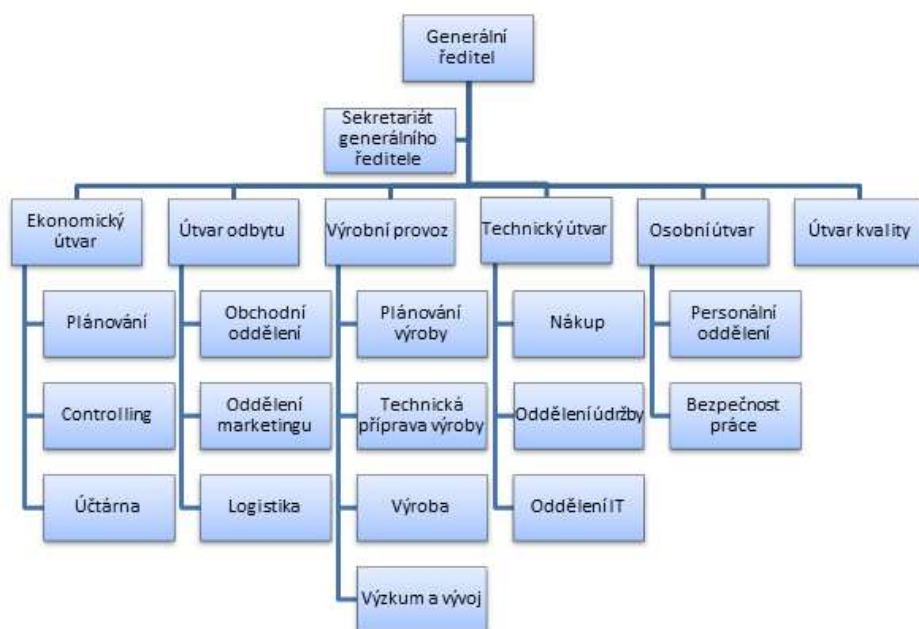 Generální
ředitel
Sekretariát
generálního
ředitele
Ekonomický
útvar
Útvar odbytu
Výrobní provoz
Technický útvar
Osobní útvar
Útvar kvality
Plánování
Obchodní
oddělení
Plánování
výroby
Nákup
Personální
oddělení
Controlling
Oddělení
marketingu
Technická
příprava výroby
Oddělení údržby
Bezpečnost
práce
Účtárna
Logistika
Výroba
Oddělení IT
Výzkum a vývoj